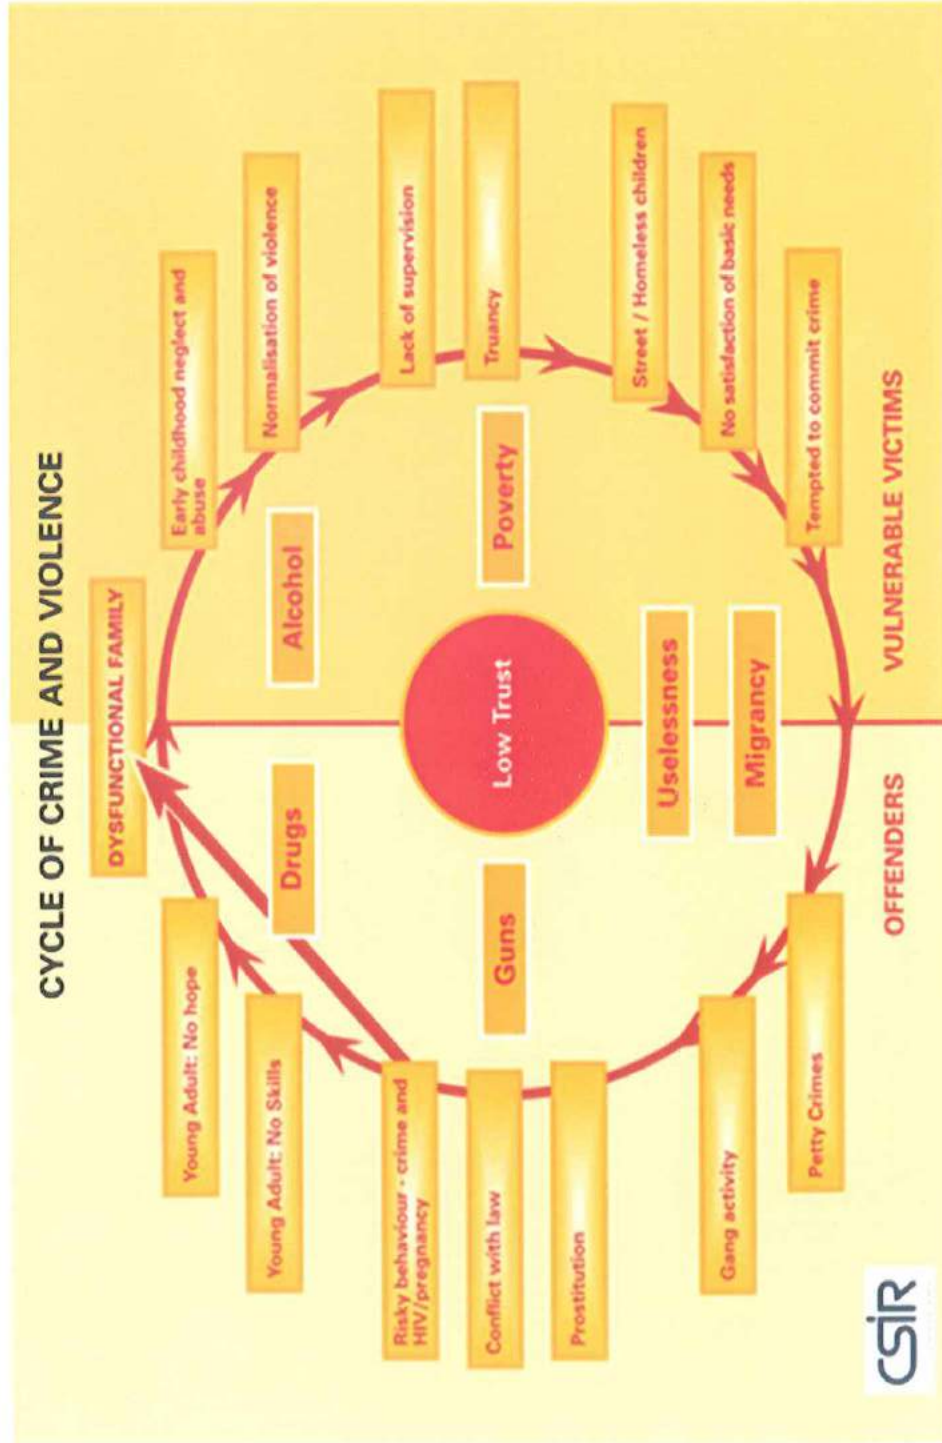 CYCLE OF CRIME AND VIOLENCE
DYSFUNCTIONAL FAMILY
Early childhood neglect and
abuse
Normalisation of violence
Lack of supervision
Truancy
Street / Homeless children
No satisfaction of basic needs
Tempted to commit crime
VULNERABLE VICTIMS
OFFENDERS
Petty Crimes
Gang activity
Prostitution
Conflict with law
Risky behaviour - crime and
HIV/pregnancy
Young Adult: No Skills
Young Adult: No hope
Drugs
Alcohol
Guns
Low Trust
Poverty
Uselessness
Migrancy
CSIR